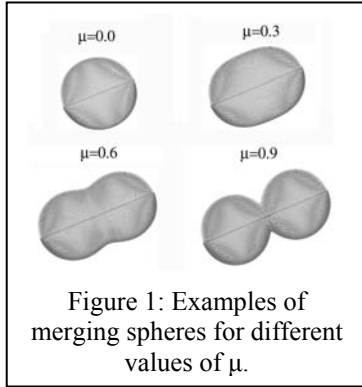 μ=0.0 μ=0.3
μ=0.6 μ=0.9
Figure 1: Examples of
merging spheres for different
values of μ.